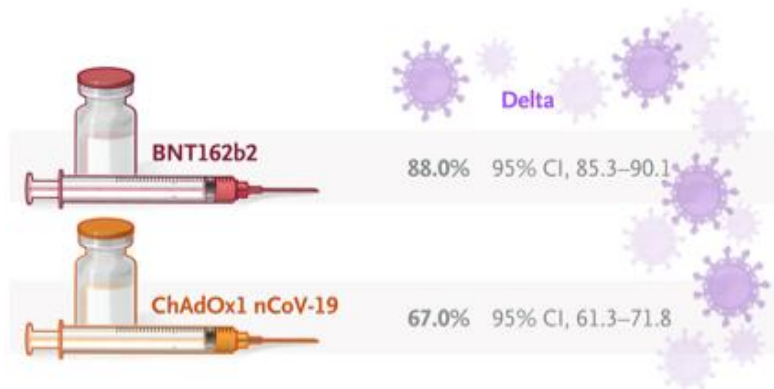 Delta
BNT162b2
88.0% 95% CI, 85.3–90.1
ChAdOx1 nCoV-19
67.0% 95% CI, 61.3–71.8